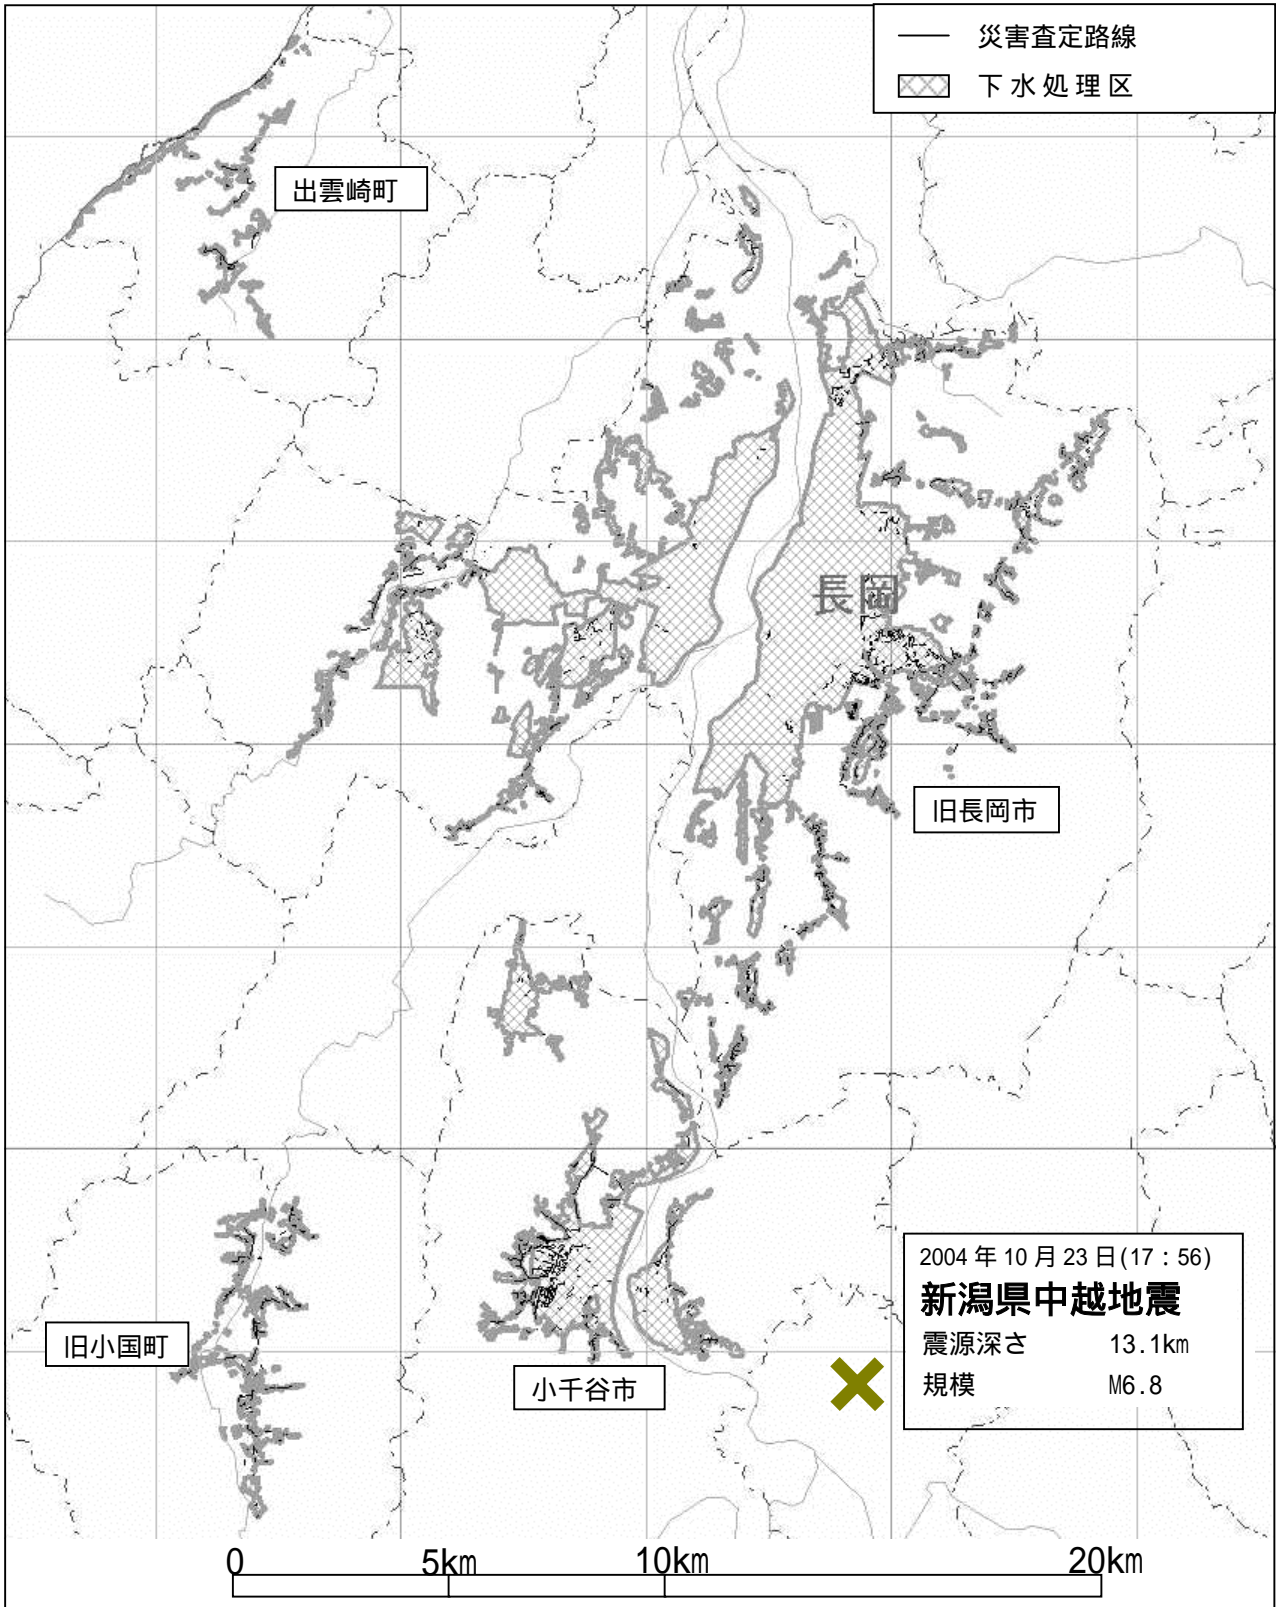 災害査定路線
下水処理区
出雲崎町
長岡
旧長岡市
2004年10月23日(17：56)
新潟県中越地震
震源深さ 13.1km
規模 M6.8
旧小国町
小千谷市
0 5km 10km 20km